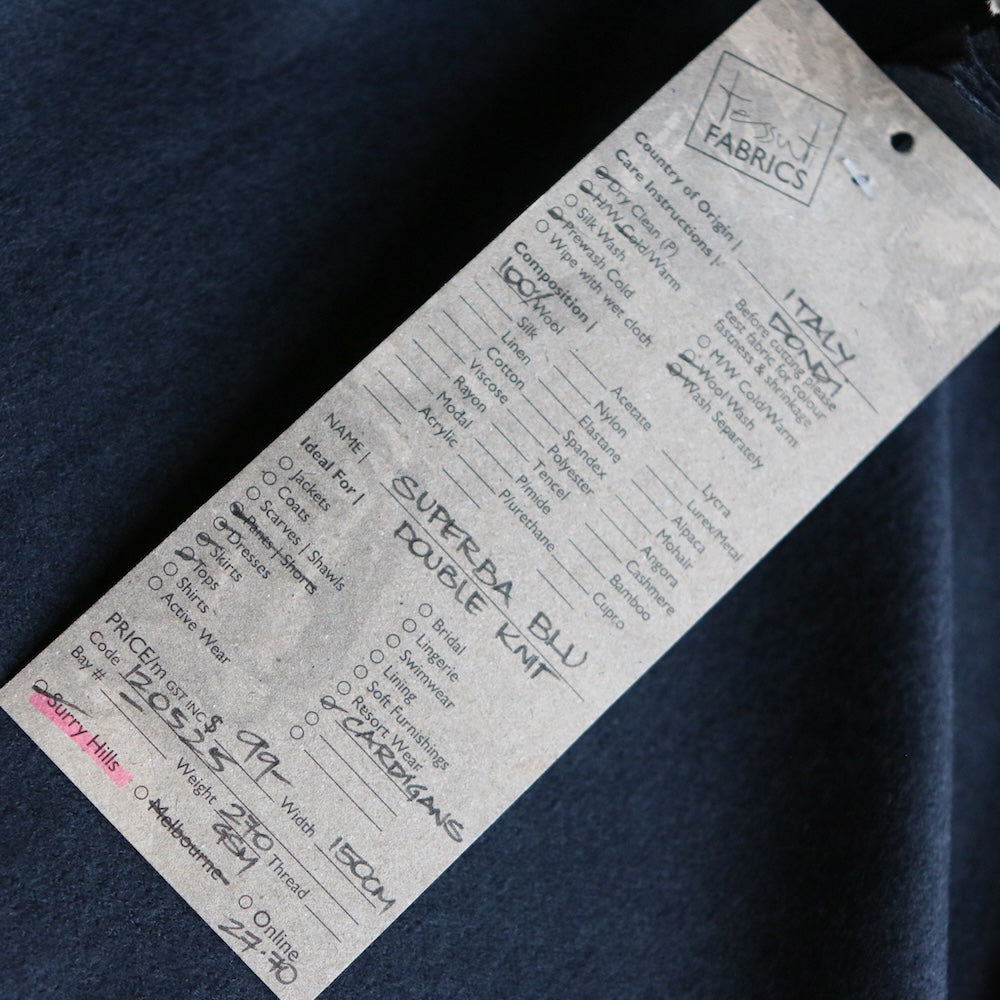 tessuti
FABRICS
Country of Origin | ITALY
Care Instructions | DONDI
Dry Clean (P)
H/W Cold/Warm
Silk Wash
Prewash Cold
Wipe with wet cloth
Before cutting please
test fabric for colour
fastness & shrinkage
M/W Cold/Warm
Wool Wash
Wash Separately
Composition |
100% Wool
Silk
Linen
Cotton
Viscose
Rayon
Modal
Acrylic
Acetate
Nylon
Elastane
Spandex
Polyester
Tencel
P/imide
P/urethane
Lycra
Lurex/Metal
Alpaca
Mohair
Angora
Cashmere
Bamboo
Cupro
NAME | SUPERBA BLU
DOUBLE KNIT
Ideal For |
Jackets
Coats
Scarves | Shawls
Pants | Shorts
Dresses
Skirts
Tops
Shirts
Active Wear
Bridal
Lingerie
Swimwear
Lining
Soft Furnishings
Resort Wear
CARDIGANS
PRICE/m GST INC $ 99-
Width 150CM
Code 120525
Weight 270
GSM
Thread
Bay #
Surry Hills
Melbourne
Online
27.70